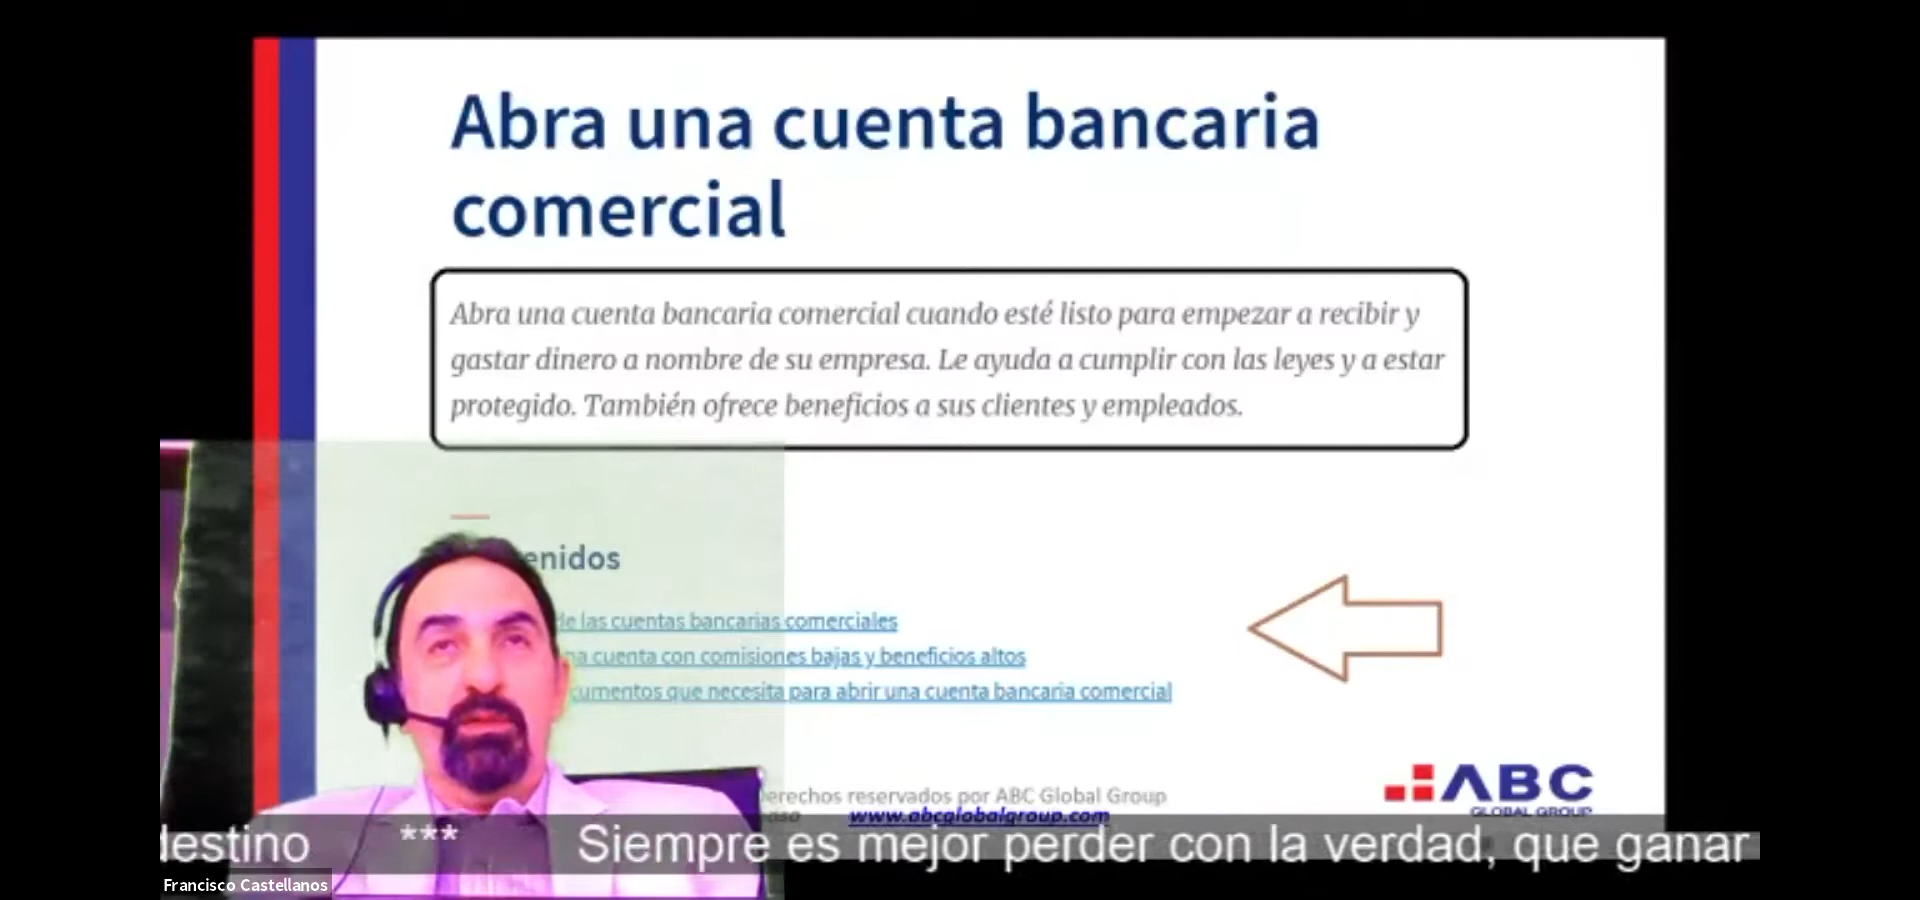 Abra una cuenta bancaria
comercial
Abra una cuenta bancaria comercial cuando esté listo para empezar a recibir y
gastar dinero a nombre de su empresa. Le ayuda a cumplir con las leyes y a estar
protegido. También ofrece beneficios a sus clientes y empleados.
enidos
de las cuentas bancarias comerciales
na cuenta con comisiones bajas y beneficios altos
cumentos que necesita para abrir una cuenta bancaria comercial
ABC
GLOBAL GROUP
derechos reservados por ABC Global Group
www.abcglobalgroup.com
destino *** Siempre es mejor perder con la verdad, que ganar
Francisco Castellanos